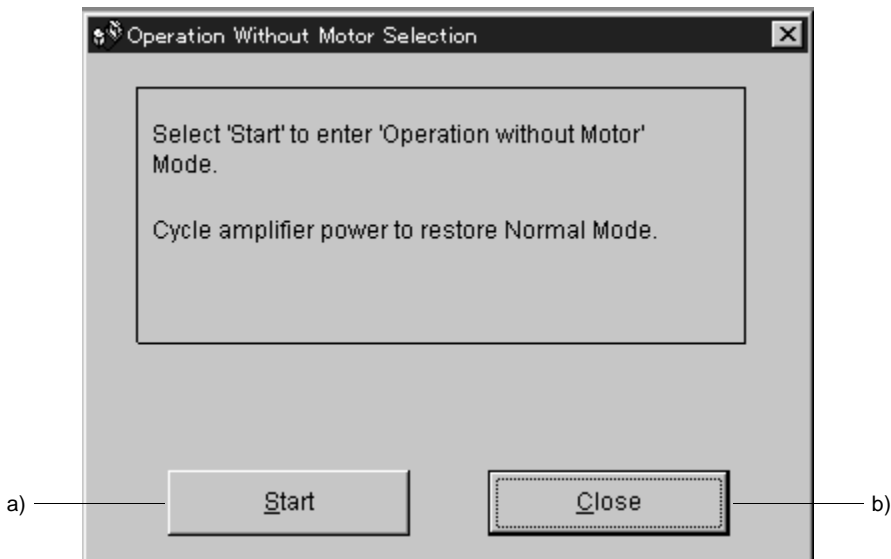 Operation Without Motor Selection
Select 'Start' to enter 'Operation without Motor'
Mode.
Cycle amplifier power to restore Normal Mode.
a)
Start
Close
b)